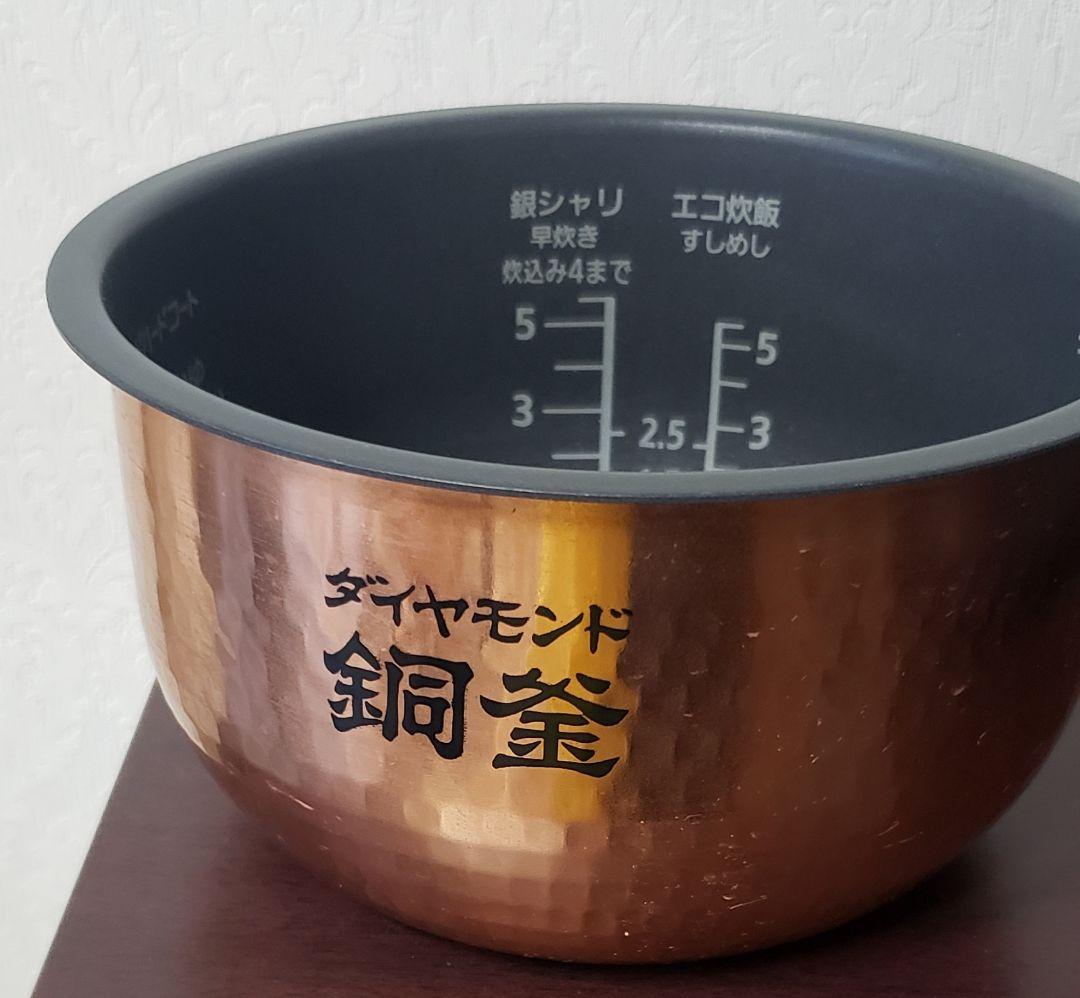 銀シャリ エコ炊飯
早炊き すしめし
炊込み4まで
5 5
3 2.5 3
ダイヤモンド
銅釜